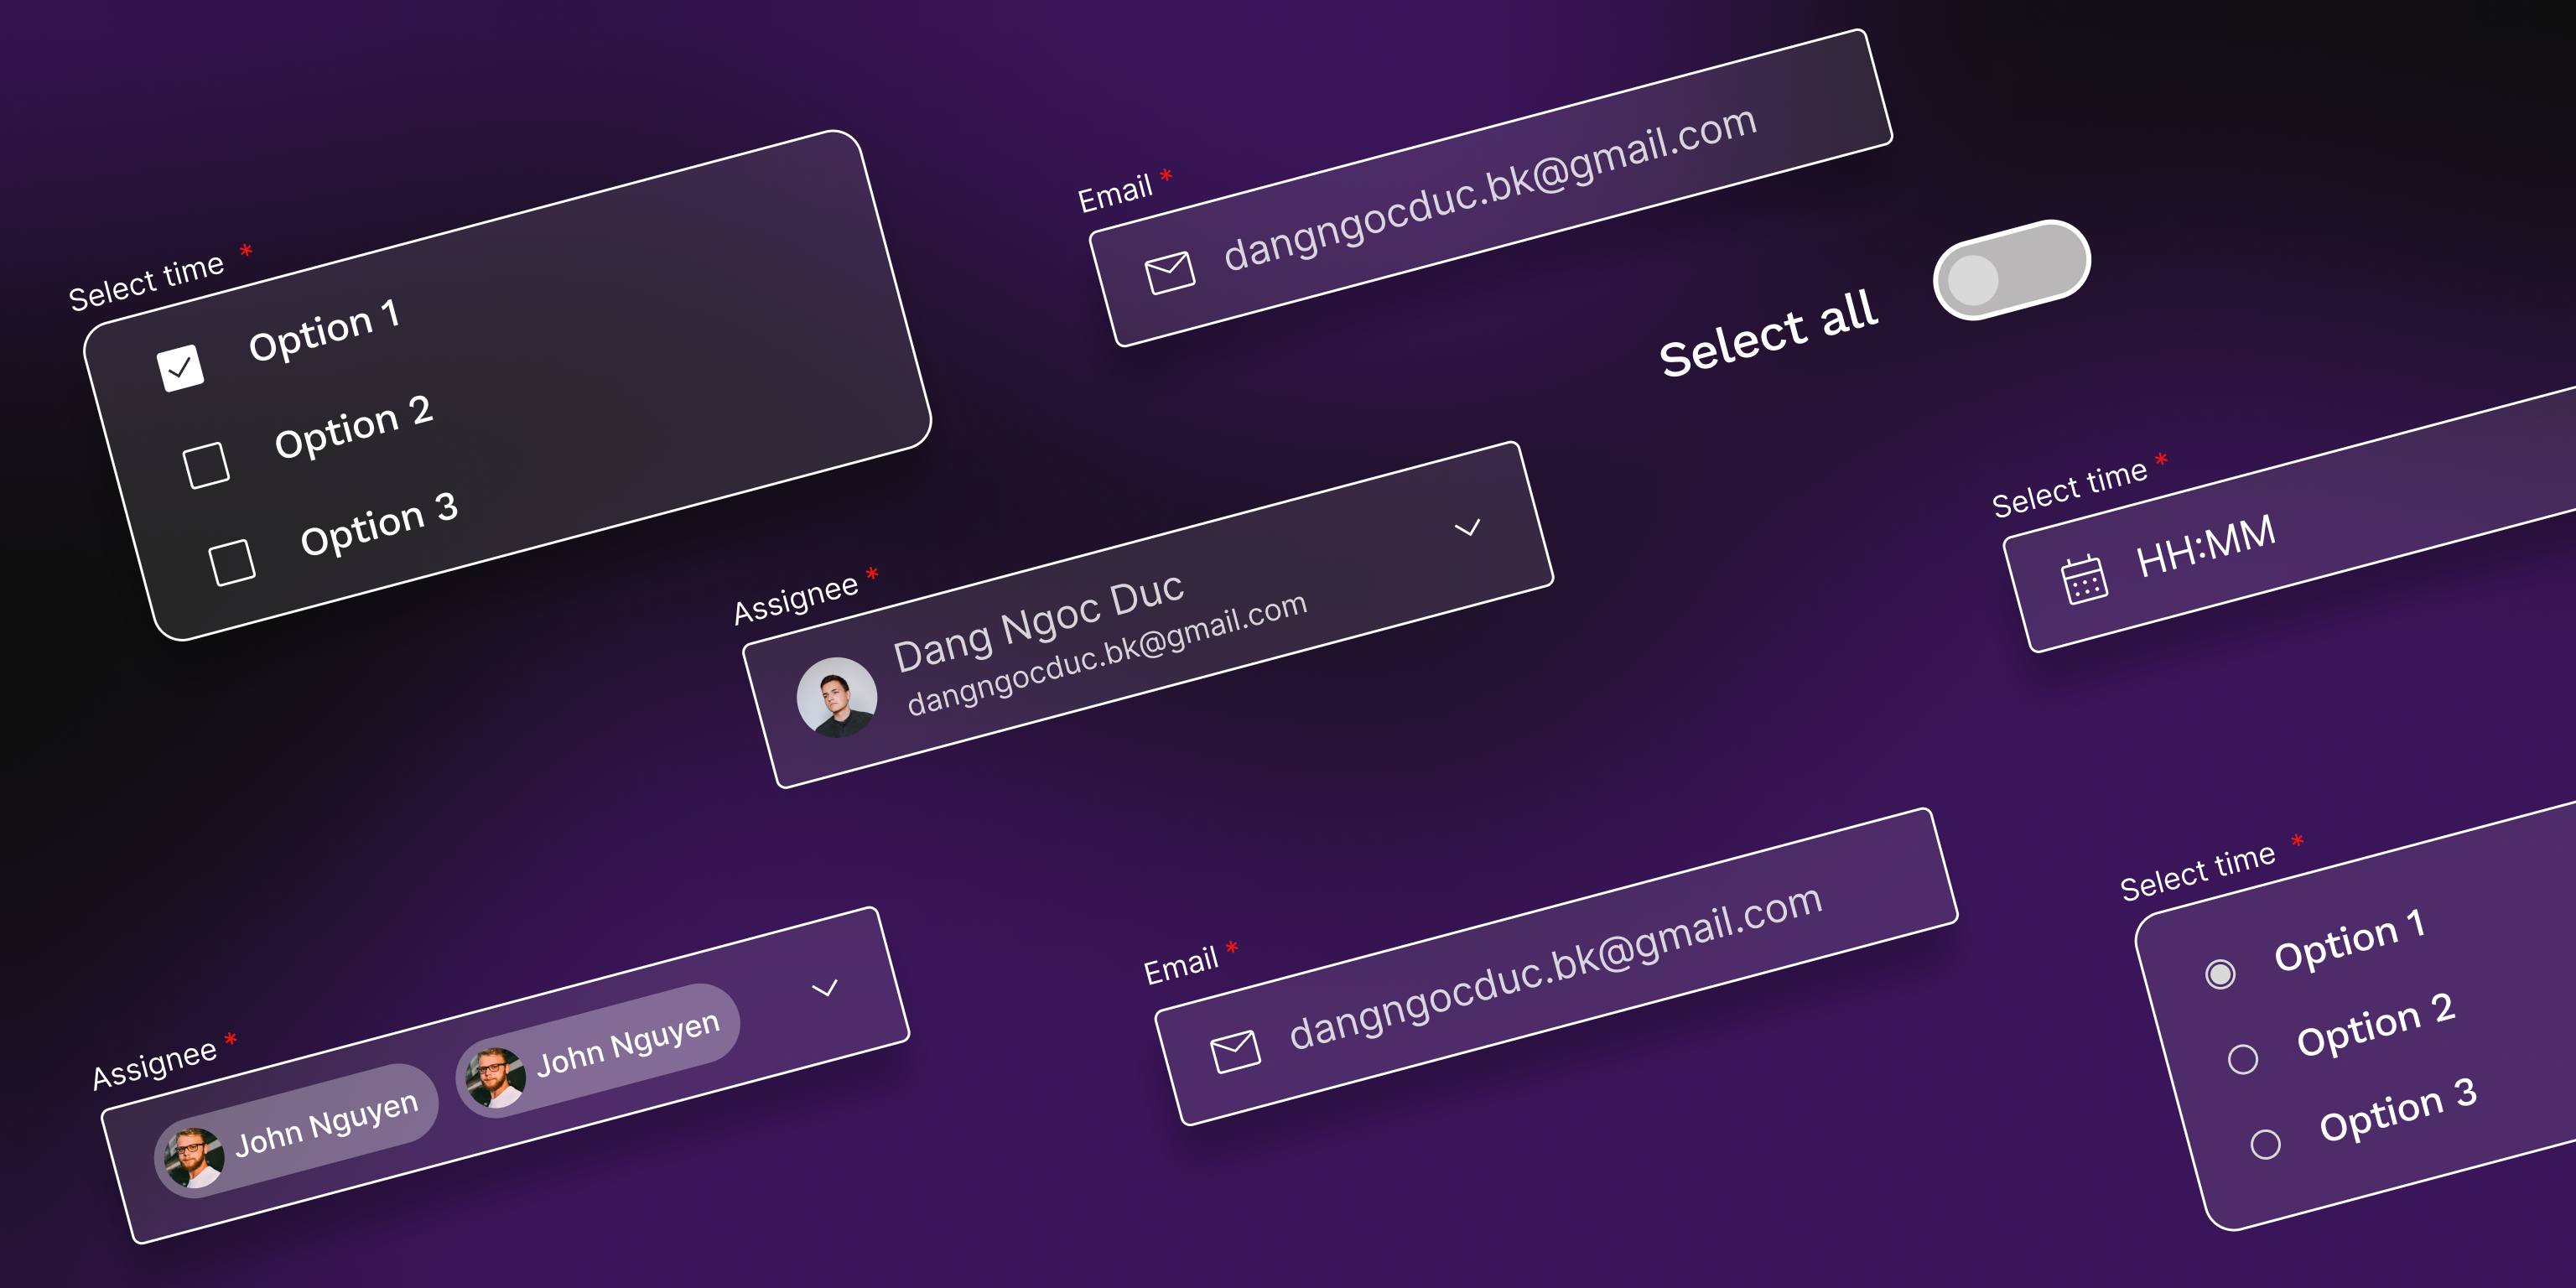 Select time *
Option 1
Option 2
Option 3
Email *
dangngocduc.bk@gmail.com
Select all
Assignee *
Dang Ngoc Duc
dangngocduc.bk@gmail.com
Select time *
HH:MM
Assignee *
John Nguyen
John Nguyen
Email *
dangngocduc.bk@gmail.com
Select time *
Option 1
Option 2
Option 3